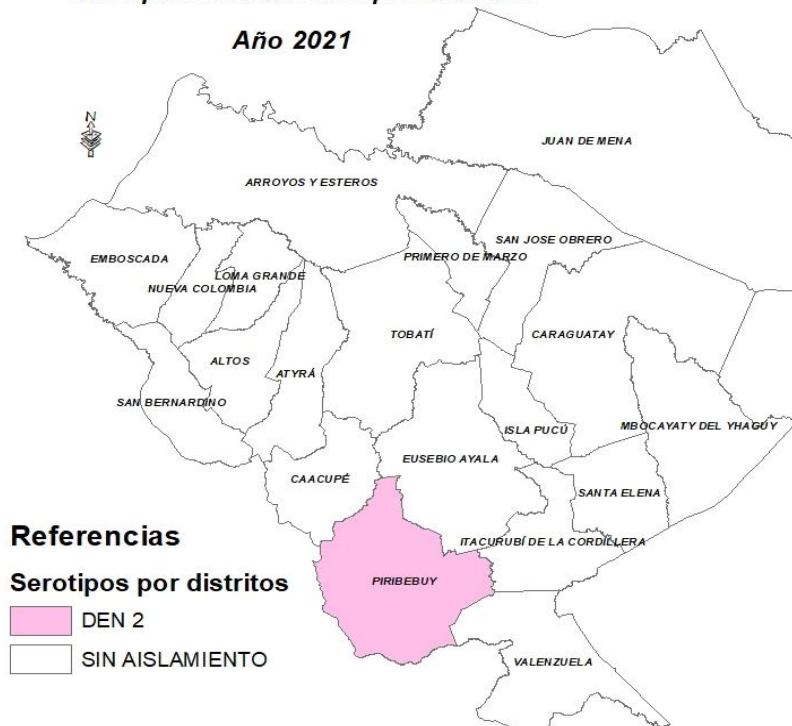 Año 2021
N
JUAN DE MENA
ARROYOS Y ESTEROS
SAN JOSE OBRERO
PRIMERO DE MARZO
EMBOSCADA
LOMA GRANDE
NUEVA COLOMBIA
TOBATÍ
CARAGUATAY
ALTOS
ATYRÁ
SAN BERNARDINO
ISLA PUCÚ
MBOCAYATY DEL YHAGUY
EUSEBIO AYALA
CAACUPÉ
SANTA ELENA
ITACURUBÍ DE LA CORDILLERA
PIRIBEBUY
VALENZUELA
Referencias
Serotipos por distritos
DEN 2
SIN AISLAMIENTO